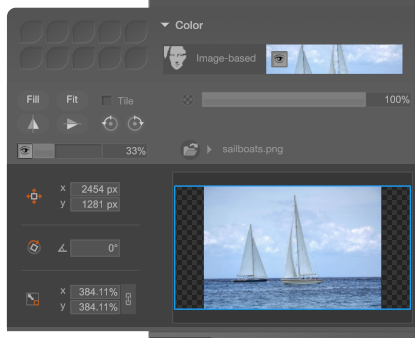 Color
Image-based
Fill Fit Tile
100%
33%
sailboats.png
x 2454 px
y 1281 px
0°
x 384.11%
y 384.11%